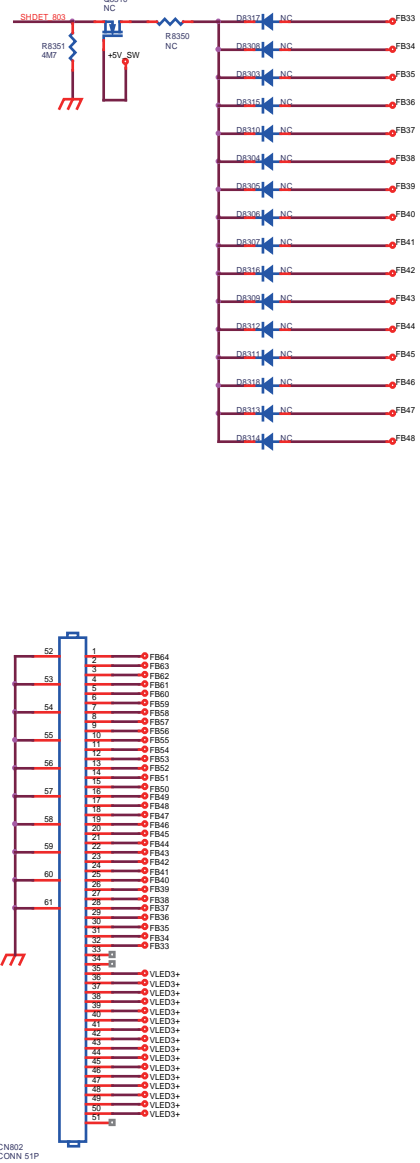 SHDET_803
NC
R8351
4M7
+5V_SW
R8350
NC
D8317 NC FB33
D8308 NC FB34
D8303 NC FB35
D8315 NC FB36
D8310 NC FB37
D8304 NC FB38
D8305 NC FB39
D8306 NC FB40
D8307 NC FB41
D8316 NC FB42
D8309 NC FB43
D8312 NC FB44
D8311 NC FB45
D8318 NC FB46
D8313 NC FB47
D8314 NC FB48
52
53
54
55
56
57
58
59
60
61
1 FB64
2 FB63
3 FB62
4 FB61
5 FB60
6 FB59
7 FB58
8 FB57
9 FB56
10 FB55
11 FB54
12 FB53
13 FB52
14 FB51
15 FB50
16 FB49
17 FB48
18 FB47
19 FB46
20 FB45
21 FB44
22 FB43
23 FB42
24 FB41
25 FB40
26 FB39
27 FB38
28 FB37
29 FB36
30 FB35
31 FB34
32 FB33
33
34
35 VLED3+
36 VLED3+
37 VLED3+
38 VLED3+
39 VLED3+
40 VLED3+
41 VLED3+
42 VLED3+
43 VLED3+
44 VLED3+
45 VLED3+
46 VLED3+
47 VLED3+
48 VLED3+
49 VLED3+
50 VLED3+
51
CN802
CONN 51P